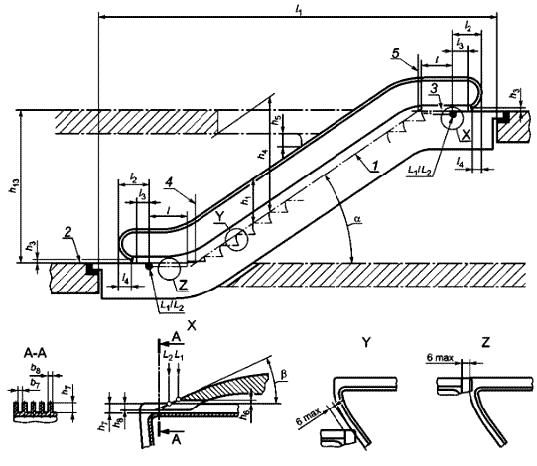 l₁
l₂
5
l
l₃
3
h₃
h₅
h₄
X
l₂
L₁/L₂
l₄
h₁₃
4
1
l₃
l
h₁
Y
α
h₃
2
l₄
Z
L₁/L₂
X
A-A
b₈
b₇
h₇
A
L₂ L₁
β
h₇
h₈
h₆
A
Y
6 max
Z
6 max